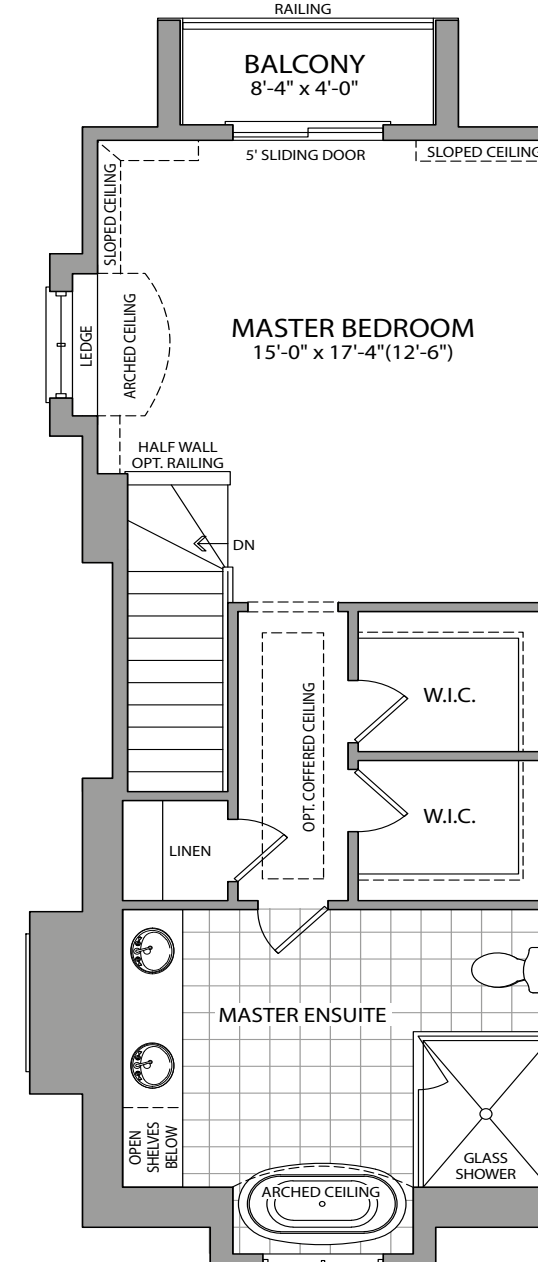 RAILING
BALCONY
8'-4" x 4'-0"
5' SLIDING DOOR
SLOPED CEILING
SLOPED CEILING
LEDGE
ARCHED CEILING
MASTER BEDROOM
15'-0" x 17'-4"(12'-6")
HALF WALL
OPT. RAILING
DN
OPT. COFFERED CEILING
W.I.C.
W.I.C.
LINEN
MASTER ENSUITE
OPEN
SHELVES
BELOW
GLASS
SHOWER
ARCHED CEILING